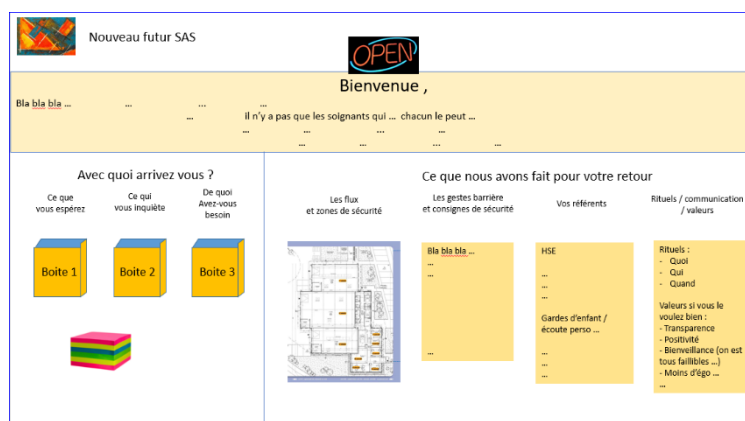 Nouveau futur SAS
OPEN
Bienvenue ,
Bla bla bla ... ... ... ...
... il n'y a pas que les soignants qui ... chacun le peut ...
... ... ... ...
... ... ... ...
Avec quoi arrivez vous ?
Ce que
vous espérez
Ce qui
vous inquiète
De quoi
Avez-vous
besoin
Boite 1
Boite 2
Boite 3
Ce que nous avons fait pour votre retour
Les flux
et zones de sécurité
Les gestes barrière
et consignes de sécurité
Bla bla bla ...
...
...
...
Vos référents
HSE
...
...
...
Gardes d'enfant /
écoute perso ...
...
...
...
Rituels / communication
/ valeurs
Rituels :
- Quoi
- Qui
- Quand
Valeurs si vous le
voulez bien :
- Transparence
- Positivité
- Bienveillance (on est
tous faillibles ...)
- Moins d'égo ...
...